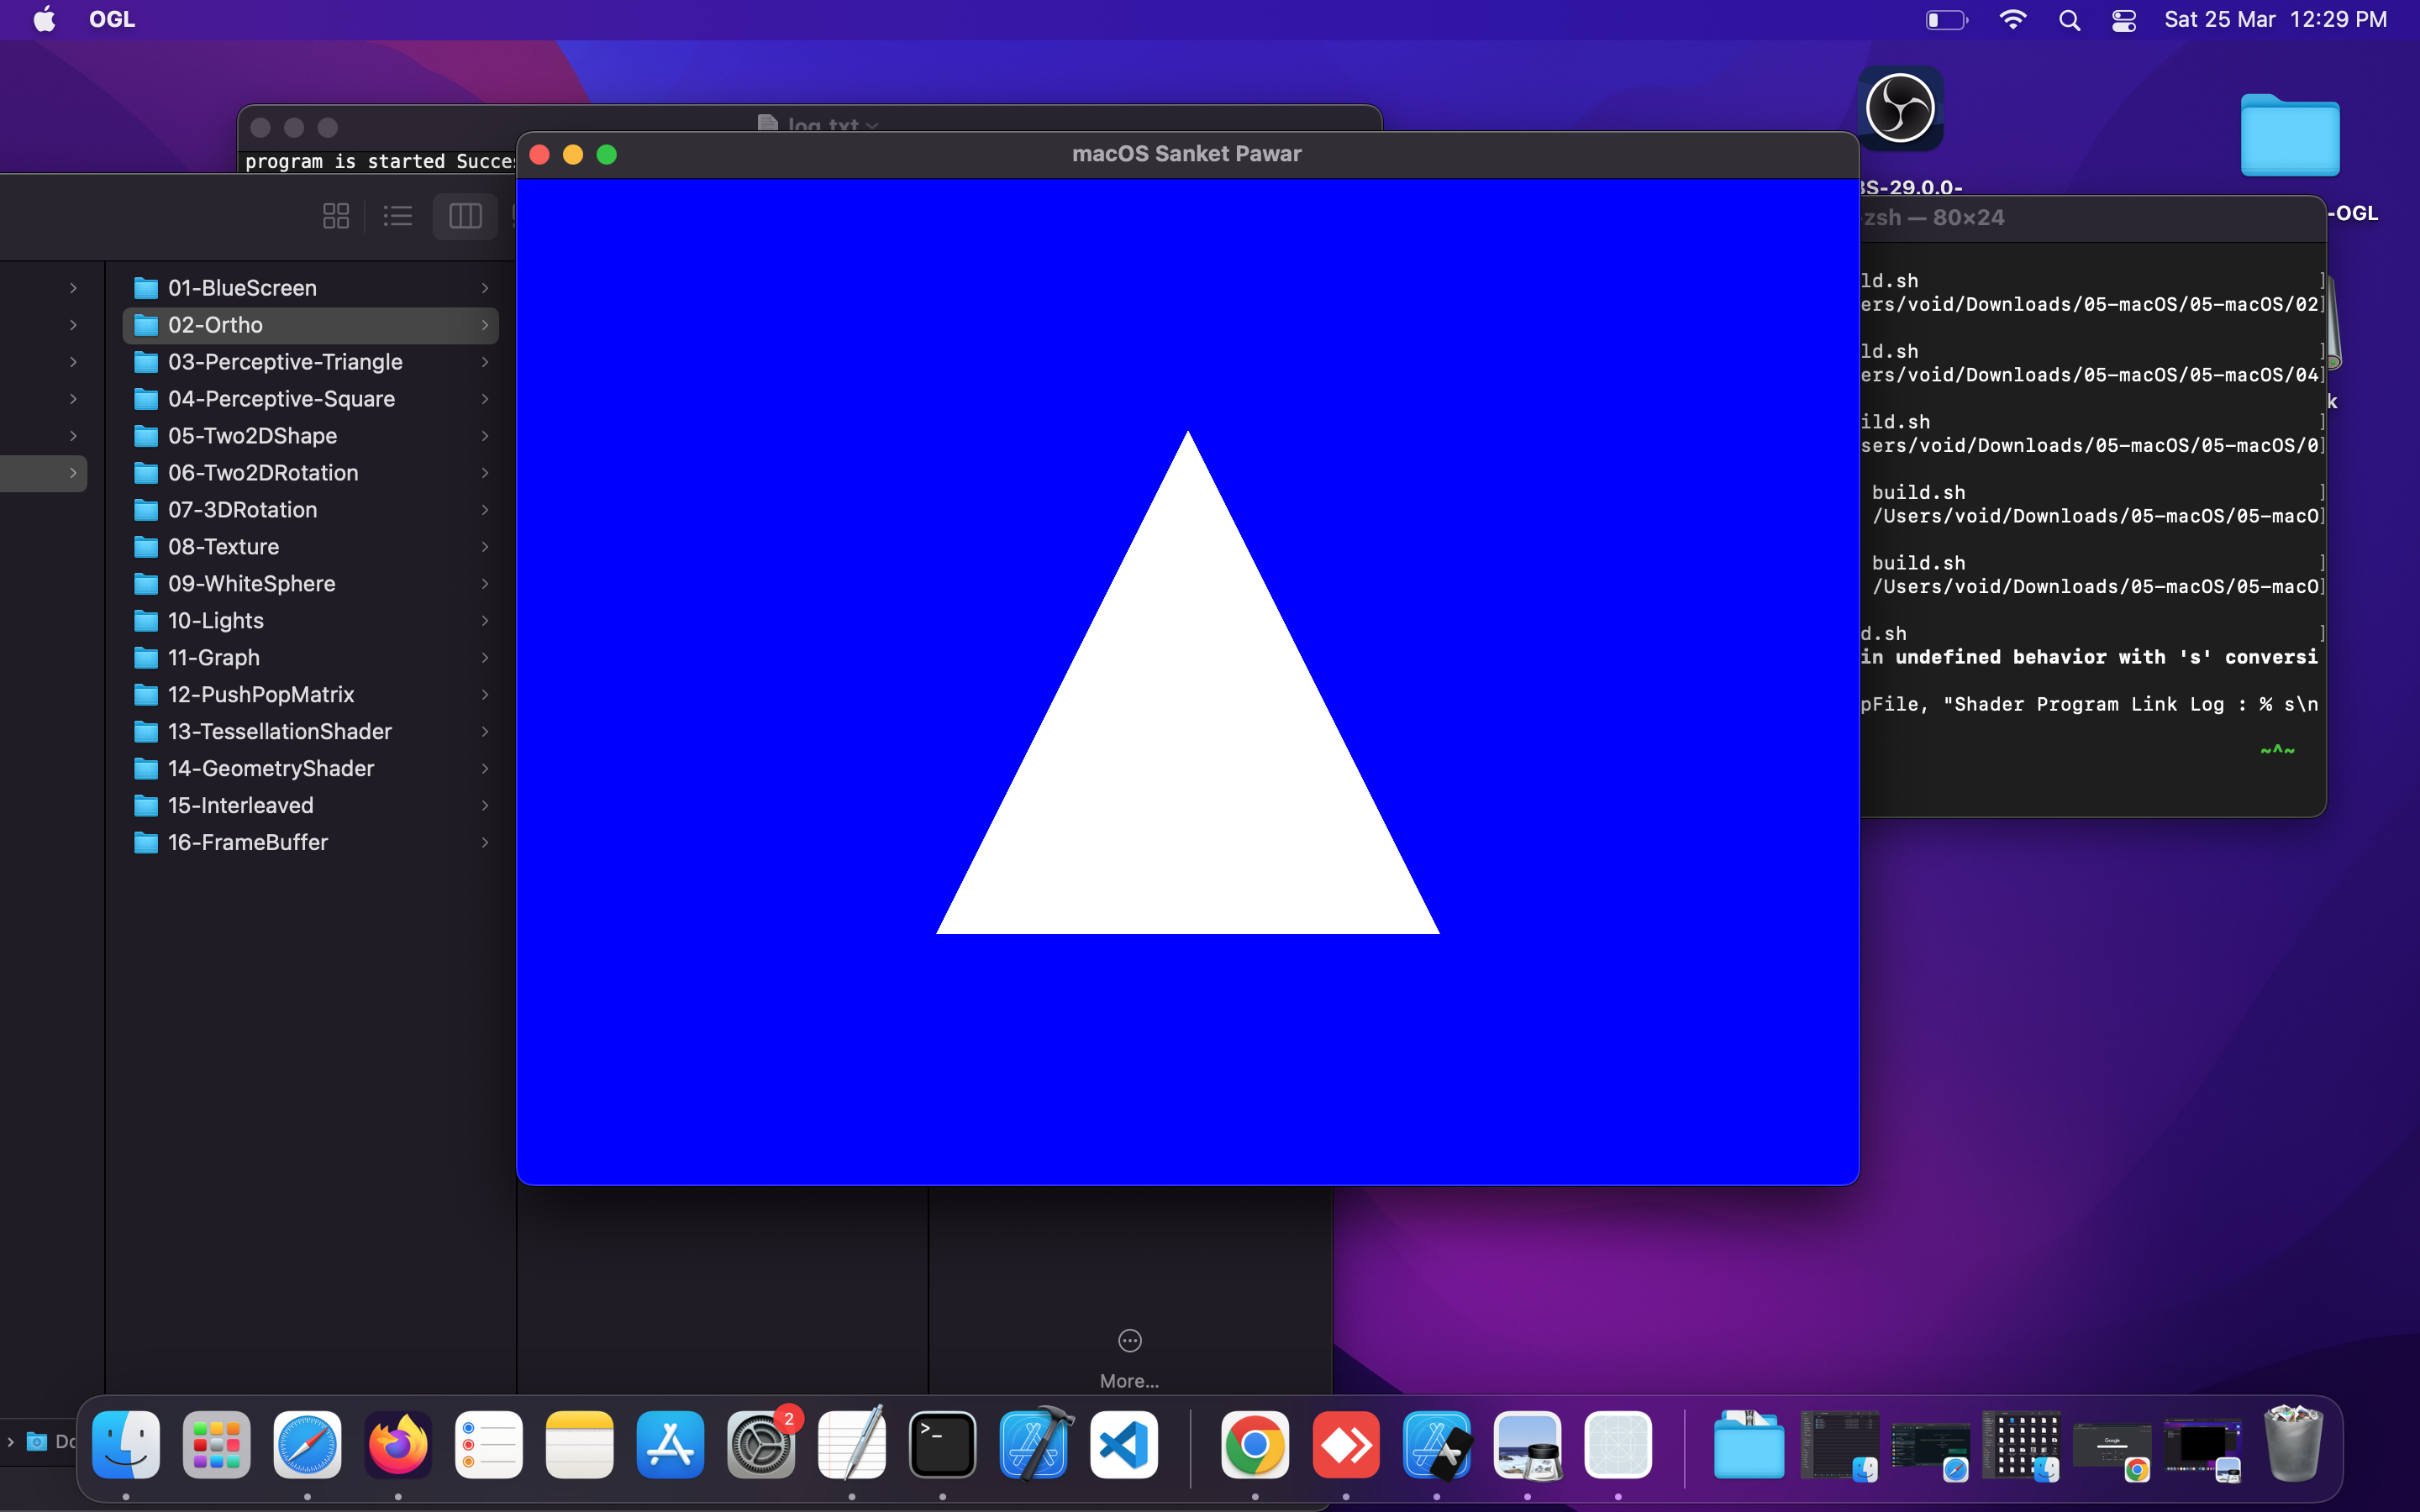 OGL
Sat 25 Mar 12:29 PM
log.txt
program is started Succes
macOS Sanket Pawar
01-BlueScreen
02-Ortho
03-Perceptive-Triangle
04-Perceptive-Square
05-Two2DShape
06-Two2DRotation
07-3DRotation
08-Texture
09-WhiteSphere
10-Lights
11-Graph
12-PushPopMatrix
13-TessellationShader
14-GeometryShader
15-Interleaved
16-FrameBuffer
BS-29.0.0-
-OGL
k
zsh — 80×24
ld.sh ]
ers/void/Downloads/05-macOS/05-macOS/02]
ld.sh ]
ers/void/Downloads/05-macOS/05-macOS/04]
ild.sh ]
sers/void/Downloads/05-macOS/05-macOS/0]
build.sh ]
/Users/void/Downloads/05-macOS/05-macO]
build.sh ]
/Users/void/Downloads/05-macOS/05-macO]
d.sh ]
in undefined behavior with 's' conversi
pFile, "Shader Program Link Log : % s\n
~^~
More...
Do
2
>_
Google